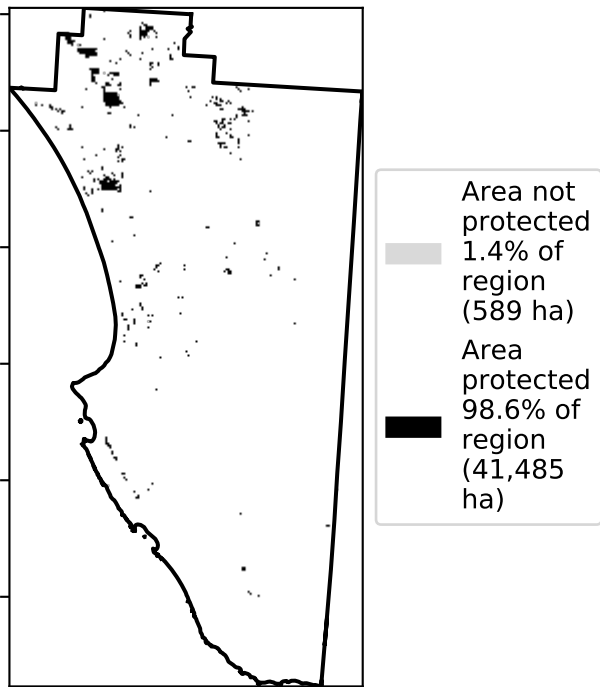 Area not
protected
1.4% of
region
(589 ha)
Area
protected
98.6% of
region
(41,485
ha)